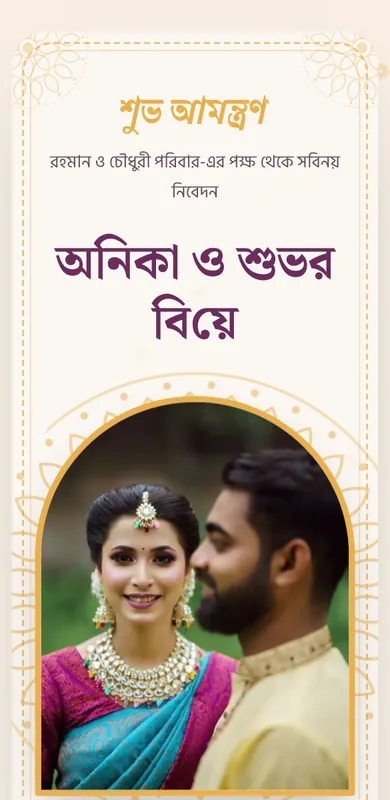 শুভ আমন্ত্রণ
রহমান ও চৌধুরী পরিবার-এর পক্ষ থেকে সবিনয়
নিবেদন
অনিকা ও শুভর
বিয়ে